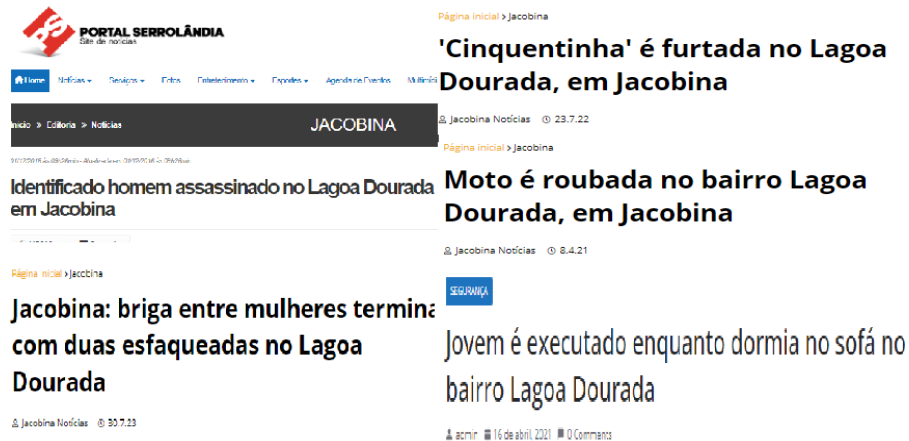 PORTAL SERROLÂNDIA
Site de notícias
Home Notícias Serviços Fotos Entretenimento Esportes Agenda de Eventos
Início > Editoria > Notícias
JACOBINA
Identificado homem assassinado no Lagoa Dourada
em Jacobina
Página inicial › Jacobina
Jacobina: briga entre mulheres termina
com duas esfaqueadas no Lagoa
Dourada
Jacobina Notícias 30.7.23
Página inicial › Jacobina
'Cinquentinha' é furtada no Lagoa
Dourada, em Jacobina
Jacobina Notícias 23.7.22
Página inicial › Jacobina
Moto é roubada no bairro Lagoa
Dourada, em Jacobina
Jacobina Notícias 8.4.21
SEGURANÇA
Jovem é executado enquanto dormia no sofá no
bairro Lagoa Dourada
admin 16 de abril, 2021 0 Comments